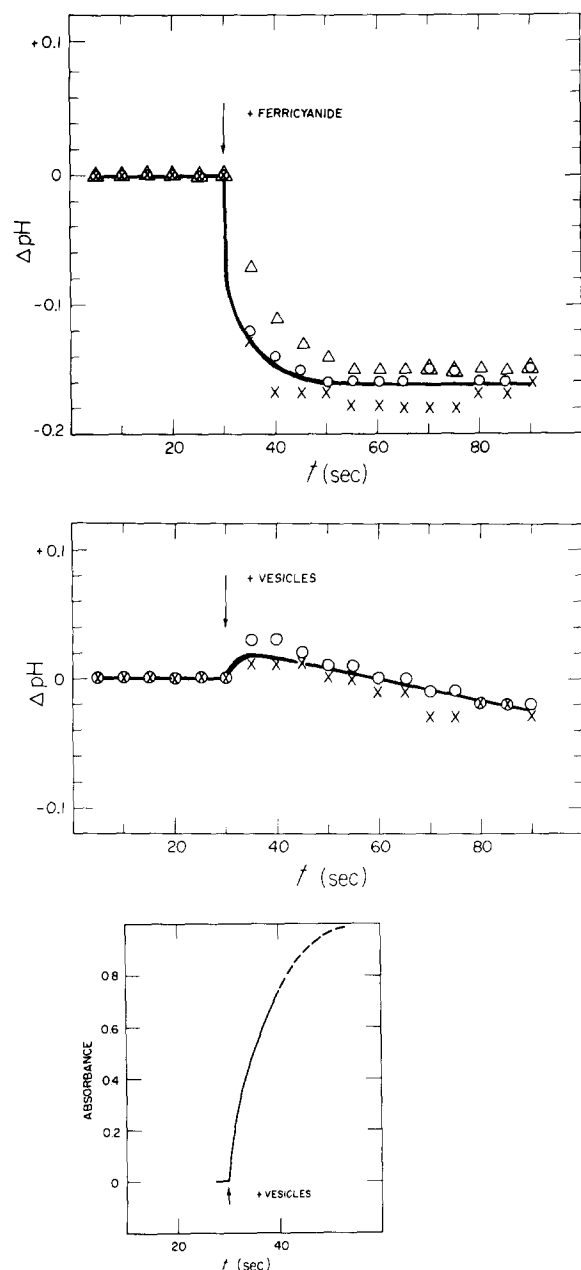 +0.1
+ FERRICYANIDE
0
ΔpH
-0.1
-0.2
20 40 60 80
t (sec)
+0.1
+ VESICLES
0
ΔpH
-0.1
20 40 60 80
t (sec)
0.8
0.6
0.4
0.2
0
ABSORBANCE
+ VESICLES
20 40
t (sec)